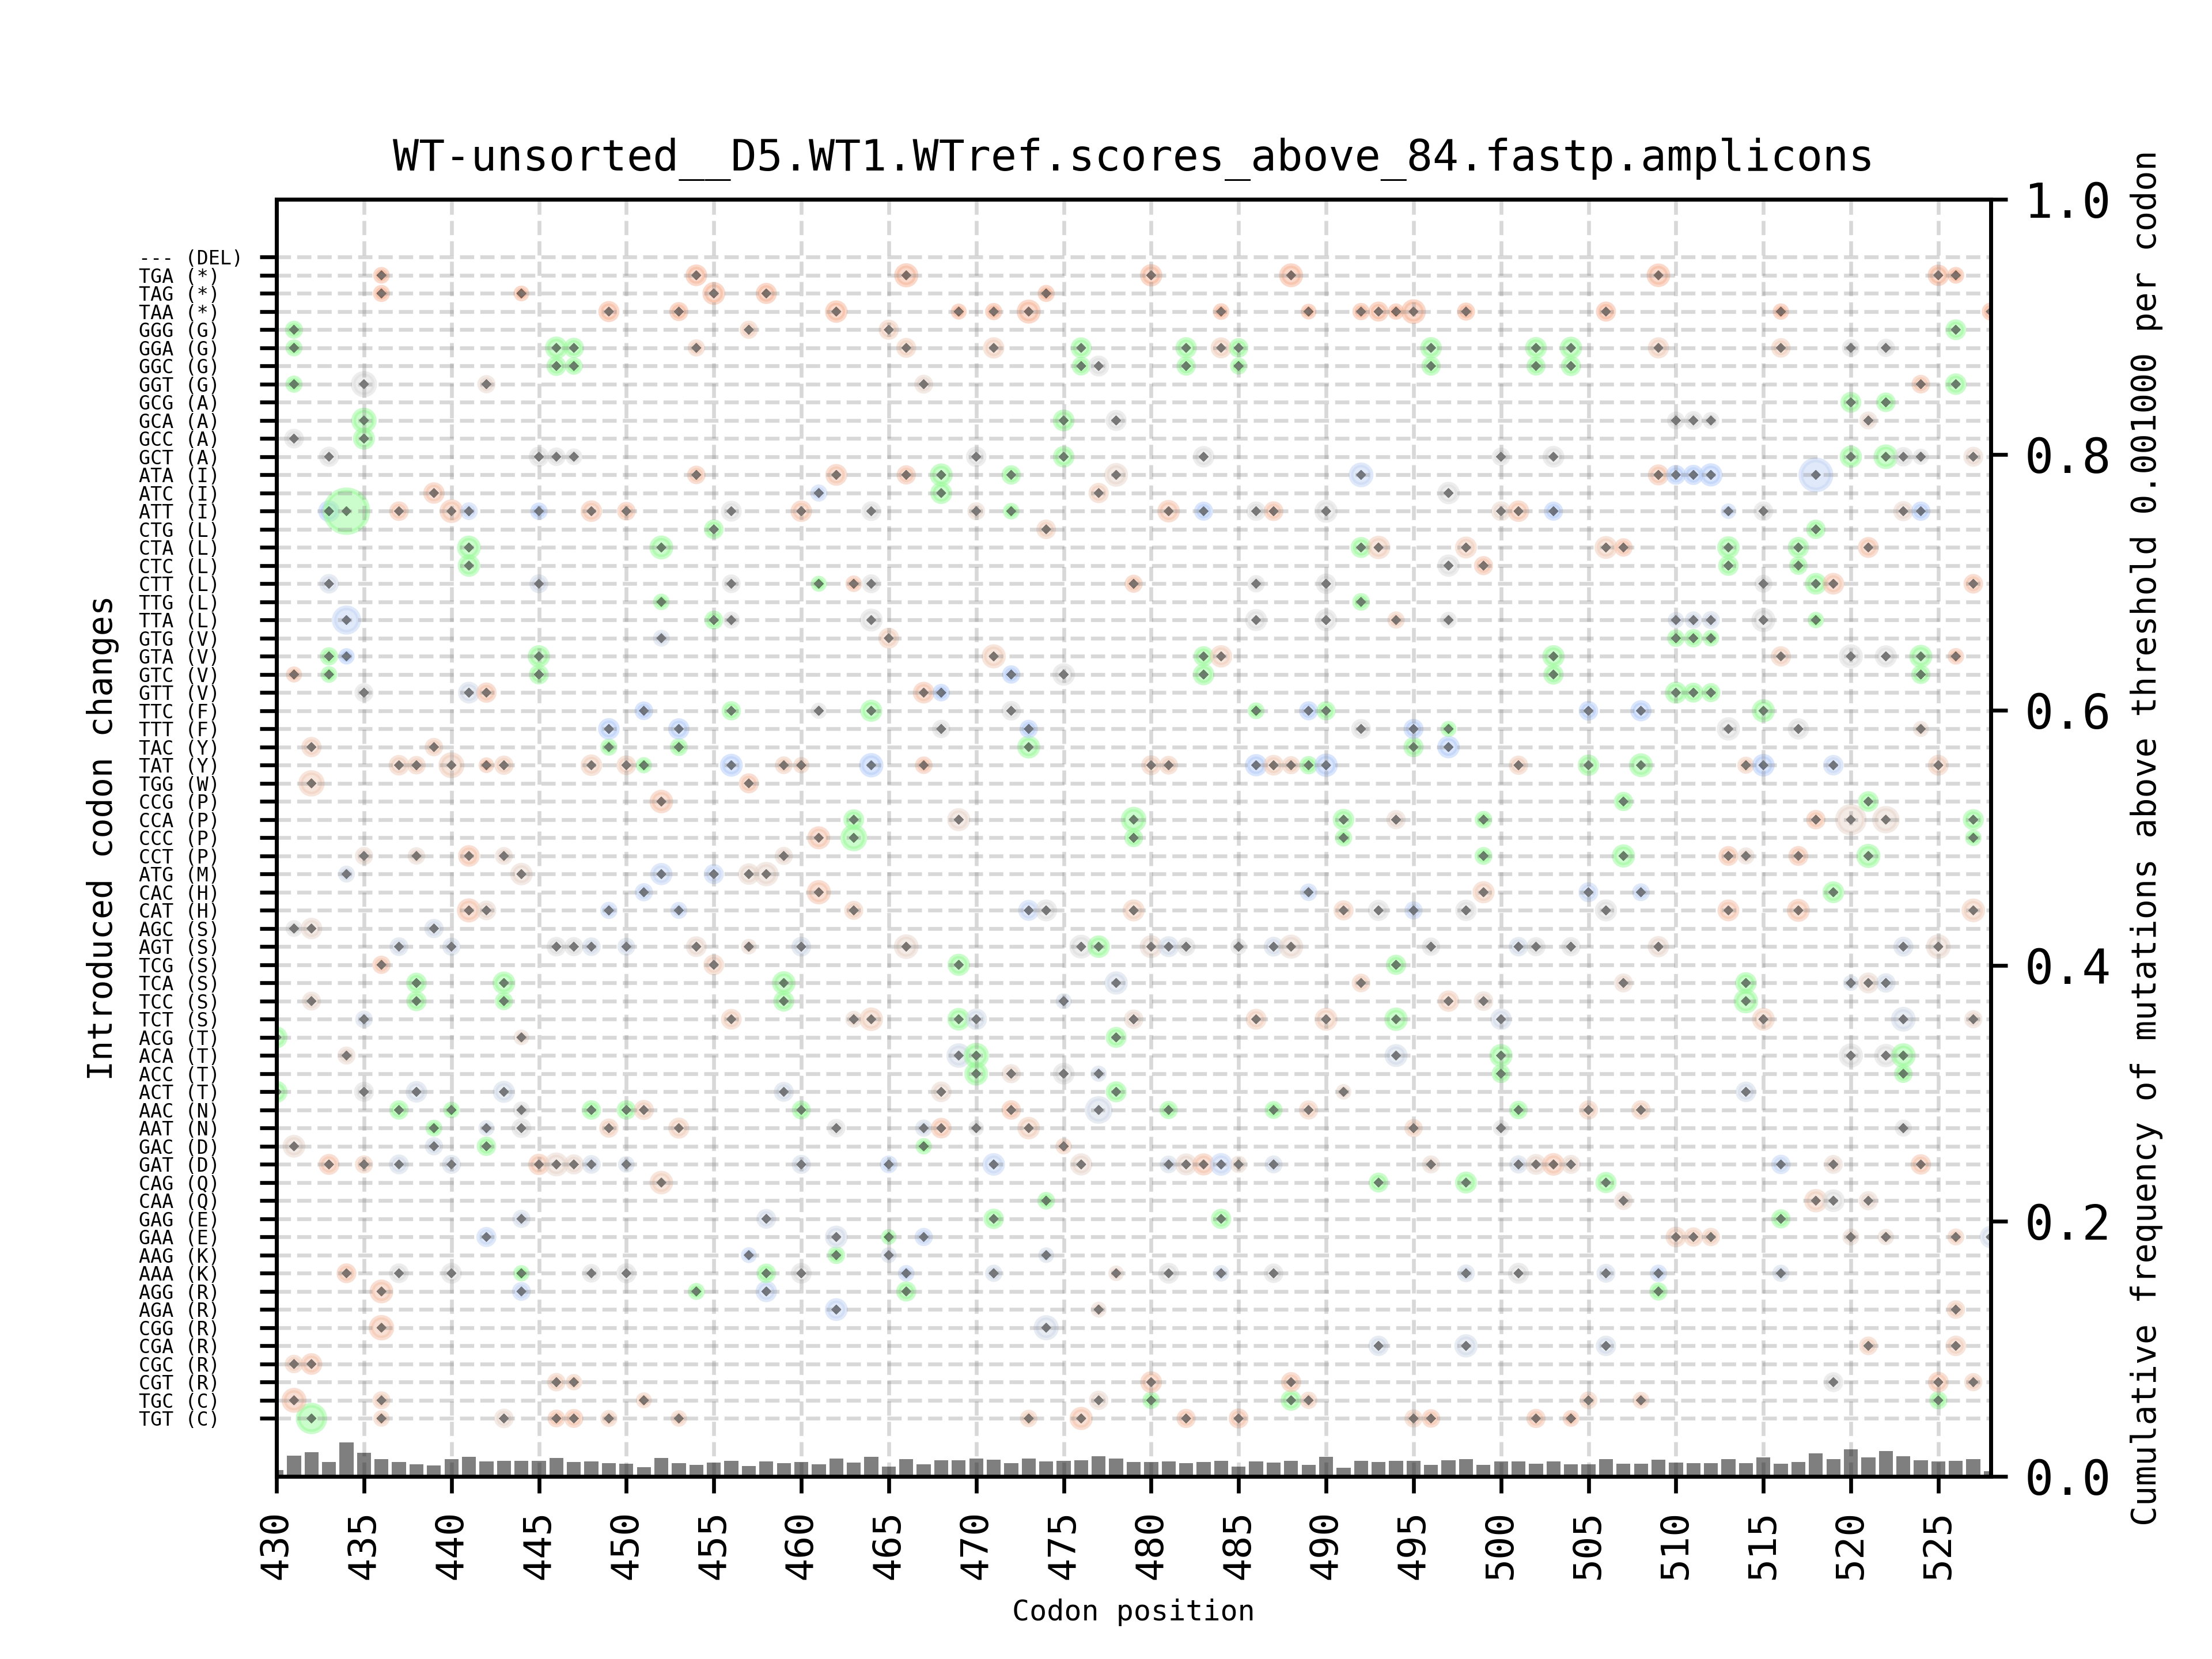 WT-unsorted__D5.WT1.WTref.scores_above_84.fastp.amplicons
Introduced codon changes
--- (DEL)
TGA (*)
TAG (*)
TAA (*)
GGG (G)
GGA (G)
GGC (G)
GGT (G)
GCG (A)
GCA (A)
GCC (A)
GCT (A)
ATA (I)
ATC (I)
ATT (I)
CTG (L)
CTA (L)
CTC (L)
CTT (L)
TTG (L)
TTA (L)
GTG (V)
GTA (V)
GTC (V)
GTT (V)
TTC (F)
TTT (F)
TAC (Y)
TAT (Y)
TGG (W)
CCG (P)
CCA (P)
CCC (P)
CCT (P)
ATG (M)
CAC (H)
CAT (H)
AGC (S)
AGT (S)
TCG (S)
TCA (S)
TCC (S)
TCT (S)
ACG (T)
ACA (T)
ACC (T)
ACT (T)
AAC (N)
AAT (N)
GAC (D)
GAT (D)
CAG (Q)
CAA (Q)
GAG (E)
GAA (E)
AAG (K)
AAA (K)
AGG (R)
AGA (R)
CGG (R)
CGA (R)
CGC (R)
CGT (R)
TGC (C)
TGT (C)
1.0
0.8
0.6
0.4
0.2
0.0
Cumulative frequency of mutations above threshold 0.001000 per codon
430 435 440 445 450 455 460 465 470 475 480 485 490 495 500 505 510 515 520 525
Codon position